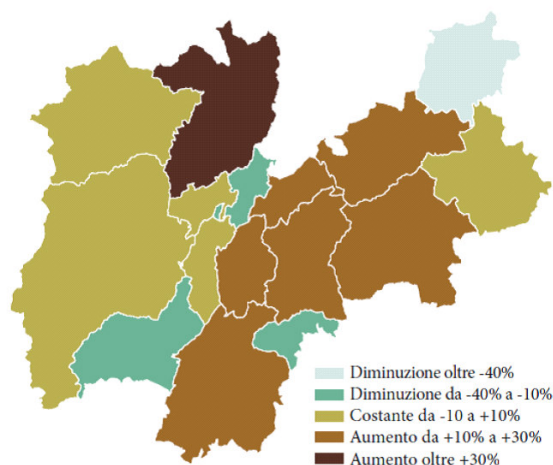 Diminuzione oltre -40%
Diminuzione da -40% a -10%
Costante da -10 a +10%
Aumento da +10% a +30%
Aumento oltre +30%